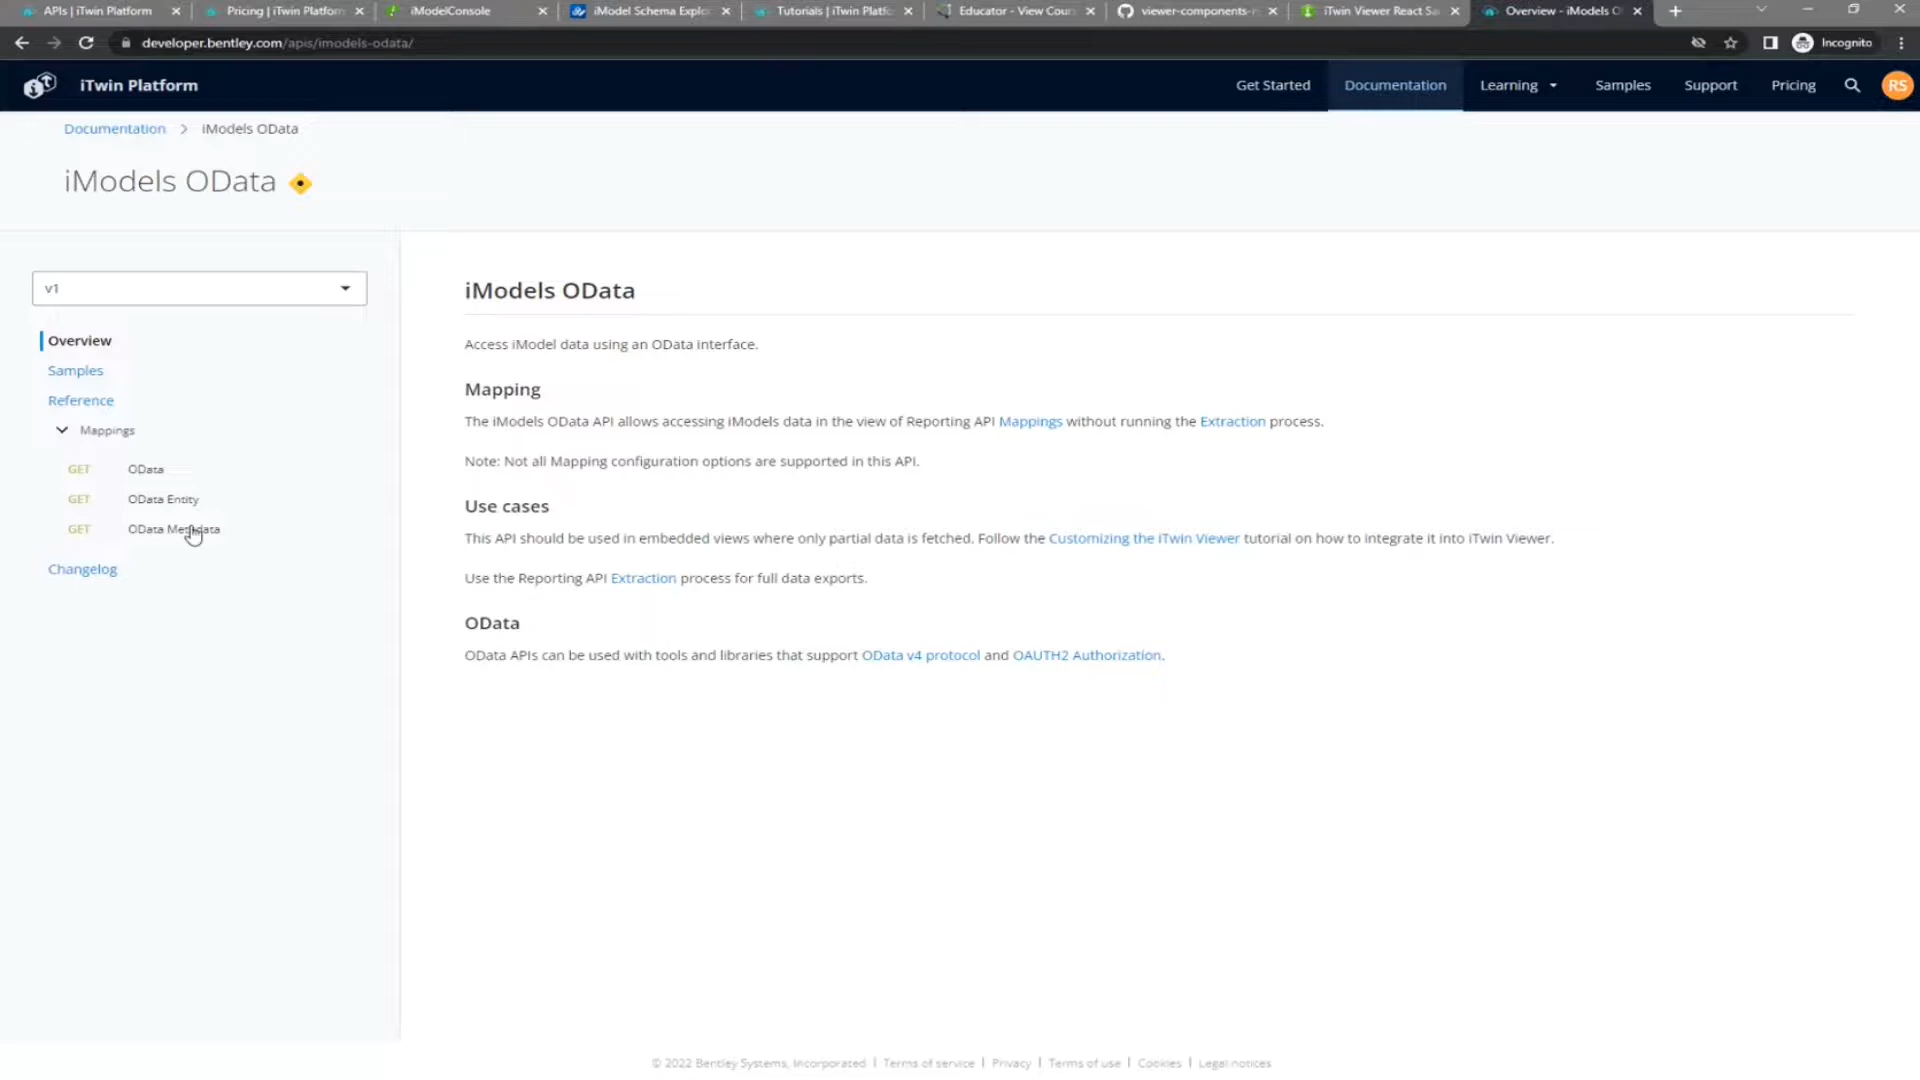 APIs | iTwin Platform
Pricing | iTwin Platform
iModelConsole
iModel Schema Explo
Tutorials | iTwin Platfo
Educator - View Cour
viewer-components-r
iTwin Viewer React Sa
Overview - iModels O
developer.bentley.com/apis/imodels-odata/
Incognito
iTwin Platform
Get Started
Documentation
Learning
Samples
Support
Pricing
RS
Documentation > iModels OData
iModels OData
v1
Overview
Samples
Reference
Mappings
GET OData
GET OData Entity
GET OData Metadata
Changelog
iModels OData
Access iModel data using an OData interface.
Mapping
The iModels OData API allows accessing iModels data in the view of Reporting API Mappings without running the Extraction process.
Note: Not all Mapping configuration options are supported in this API.
Use cases
This API should be used in embedded views where only partial data is fetched. Follow the Customizing the iTwin Viewer tutorial on how to integrate it into iTwin Viewer.
Use the Reporting API Extraction process for full data exports.
OData
OData APIs can be used with tools and libraries that support OData v4 protocol and OAUTH2 Authorization.
© 2022 Bentley Systems, Incorporated | Terms of service | Privacy | Terms of use | Cookies | Legal notices